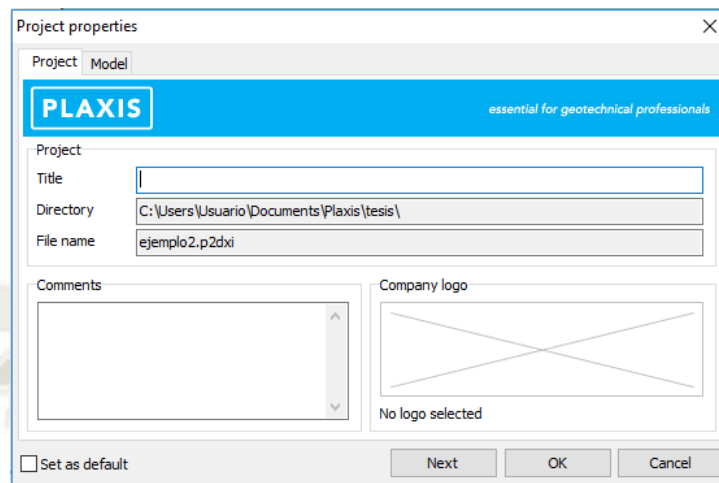 Project properties
Project Model
PLAXIS
essential for geotechnical professionals
Project
Title
Directory C:\Users\Usuario\Documents\Plaxis\tesis\
File name ejemplo2.p2dxi
Comments
Company logo
No logo selected
Set as default
Next OK Cancel